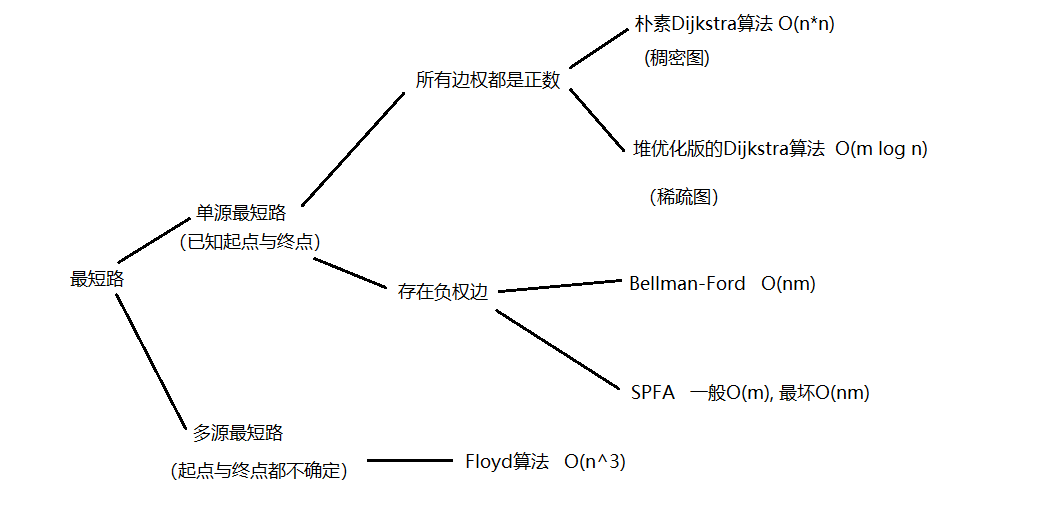 朴素Dijkstra算法 O(n*n)
(稠密图)
所有边权都是正数
堆优化版的Dijkstra算法 O(m log n)
（稀疏图）
单源最短路
（已知起点与终点）
最短路
存在负权边
Bellman-Ford O(nm)
SPFA 一般O(m), 最坏O(nm)
多源最短路
（起点与终点都不确定）
Floyd算法 O(n^3)